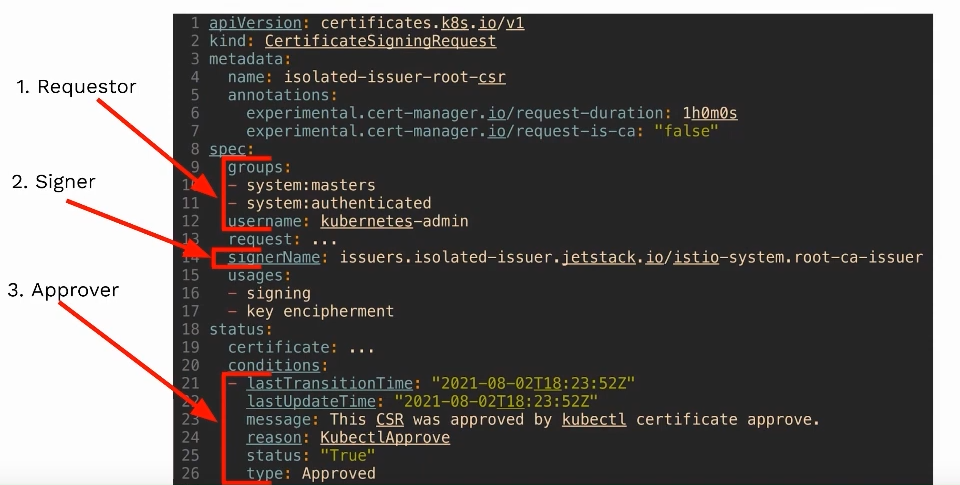 1. Requestor
2. Signer
3. Approver
1 apiVersion: certificates.k8s.io/v1
2 kind: CertificateSigningRequest
3 metadata:
4 name: isolated-issuer-root-csr
5 annotations:
6 experimental.cert-manager.io/request-duration: 1h0m0s
7 experimental.cert-manager.io/request-is-ca: "false"
8 spec:
9 groups:
10 - system:masters
11 - system:authenticated
12 username: kubernetes-admin
13 request: ...
14 signerName: issuers.isolated-issuer.jetstack.io/istio-system.root-ca-issuer
15 usages:
16 - signing
17 - key encipherment
18 status:
19 certificate: ...
20 conditions:
21 - lastTransitionTime: "2021-08-02T18:23:52Z"
22 lastUpdateTime: "2021-08-02T18:23:52Z"
23 message: This CSR was approved by kubectl certificate approve.
24 reason: KubectlApprove
25 status: "True"
26 type: Approved